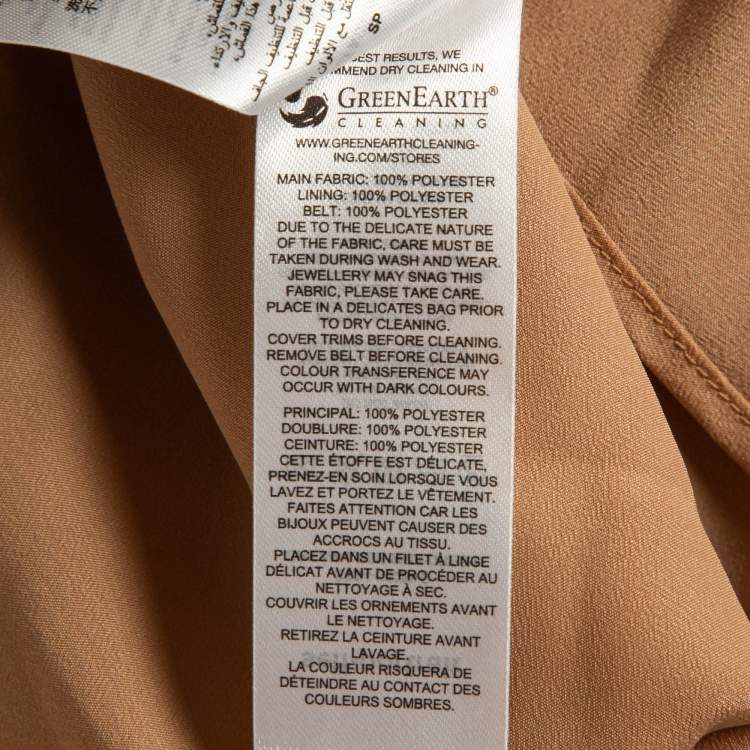 SP
BEST RESULTS, WE
MEND DRY CLEANING IN
GREENEARTH®
CLEANING
WWW.GREENEARTHCLEANING-
ING.COM/STORES
MAIN FABRIC: 100% POLYESTER
LINING: 100% POLYESTER
BELT: 100% POLYESTER
DUE TO THE DELICATE NATURE
OF THE FABRIC, CARE MUST BE
TAKEN DURING WASH AND WEAR.
JEWELLERY MAY SNAG THIS
FABRIC, PLEASE TAKE CARE.
PLACE IN A DELICATES BAG PRIOR
TO DRY CLEANING.
COVER TRIMS BEFORE CLEANING.
REMOVE BELT BEFORE CLEANING.
COLOUR TRANSFERENCE MAY
OCCUR WITH DARK COLOURS.
PRINCIPAL: 100% POLYESTER
DOUBLURE: 100% POLYESTER
CEINTURE: 100% POLYESTER
CETTE ÉTOFFE EST DÉLICATE,
PRENEZ-EN SOIN LORSQUE VOUS
LAVEZ ET PORTEZ LE VÊTEMENT.
FAITES ATTENTION CAR LES
BIJOUX PEUVENT CAUSER DES
ACCROCS AU TISSU.
PLACEZ DANS UN FILET À LINGE
DÉLICAT AVANT DE PROCÉDER AU
NETTOYAGE À SEC.
COUVRIR LES ORNEMENTS AVANT
LE NETTOYAGE.
RETIREZ LA CEINTURE AVANT
LAVAGE.
LA COULEUR RISQUERA DE
DÉTEINDRE AU CONTACT DES
COULEURS SOMBRES.